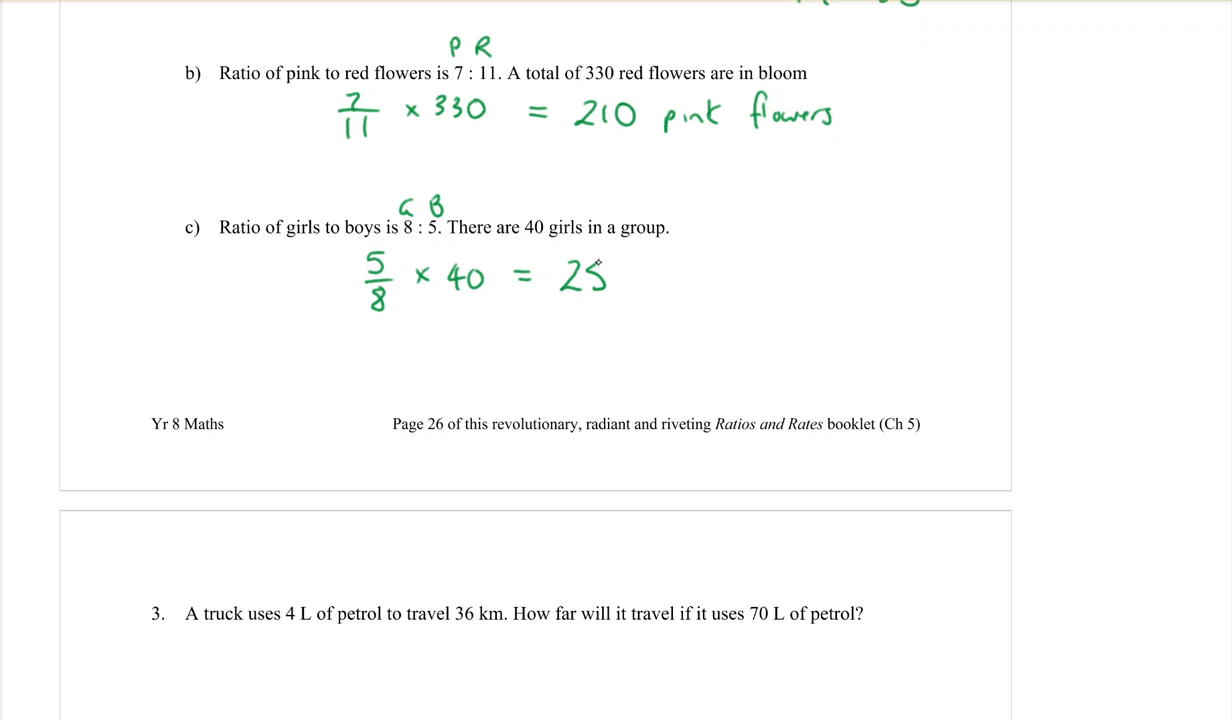 P R
b) Ratio of pink to red flowers is 7 : 11. A total of 330 red flowers are in bloom
7/11 × 330 = 210 pink flowers
G B
c) Ratio of girls to boys is 8 : 5. There are 40 girls in a group.
5/8 × 40 = 25
Yr 8 Maths Page 26 of this revolutionary, radiant and riveting Ratios and Rates booklet (Ch 5)
3. A truck uses 4 L of petrol to travel 36 km. How far will it travel if it uses 70 L of petrol?